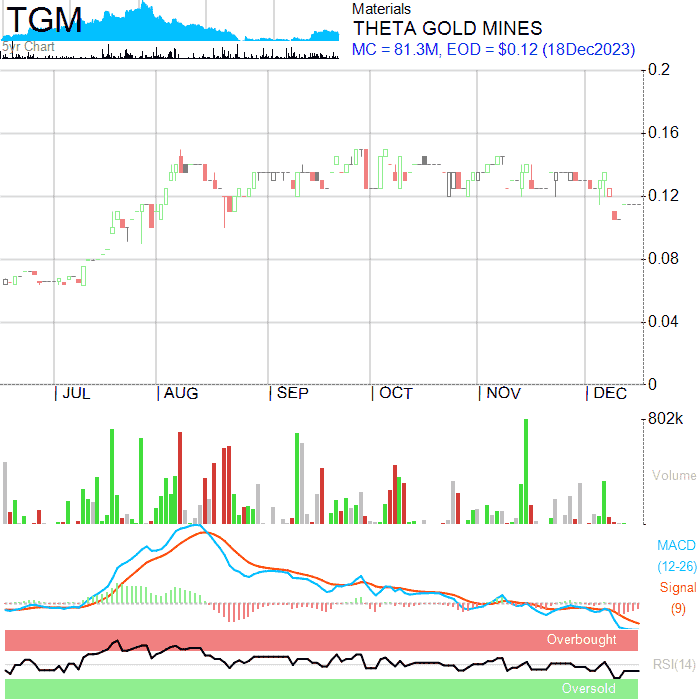 TGM
5yr Chart
Materials
THETA GOLD MINES
MC = 81.3M, EOD = $0.12 (18Dec2023)
0.2
0.16
0.12
0.08
0.04
0
JUL AUG SEP OCT NOV DEC
802k
Volume
MACD
(12-26)
Signal
(9)
Overbought
RSI(14)
Oversold